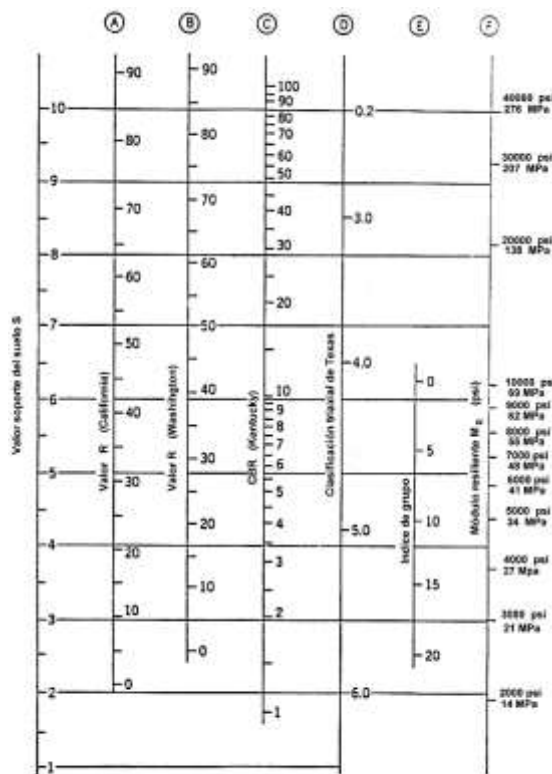 A B C D E F
Valor soporte del suelo S
10
9
8
7
6
5
4
3
2
1
Valor R (California)
90
80
70
60
50
40
30
20
10
0
Valor R (Washington)
90
80
70
60
50
40
30
20
10
0
CBR (Kentucky)
100
90
80
70
60
50
40
30
20
10
9
8
7
6
5
4
3
2
1
Clasificación triaxial de Texas
0.2
3.0
4.0
5.0
6.0
Indice de grupo
0
5
10
15
20
Módulo resiliente M R (psi)
40000 psi
276 MPa
30000 psi
207 MPa
20000 psi
138 MPa
10000 psi
69 MPa
9000 psi
62 MPa
8000 psi
55 MPa
7000 psi
48 MPa
6000 psi
41 MPa
5000 psi
34 MPa
4000 psi
27 Mpa
3000 psi
21 MPa
2000 psi
14 MPa